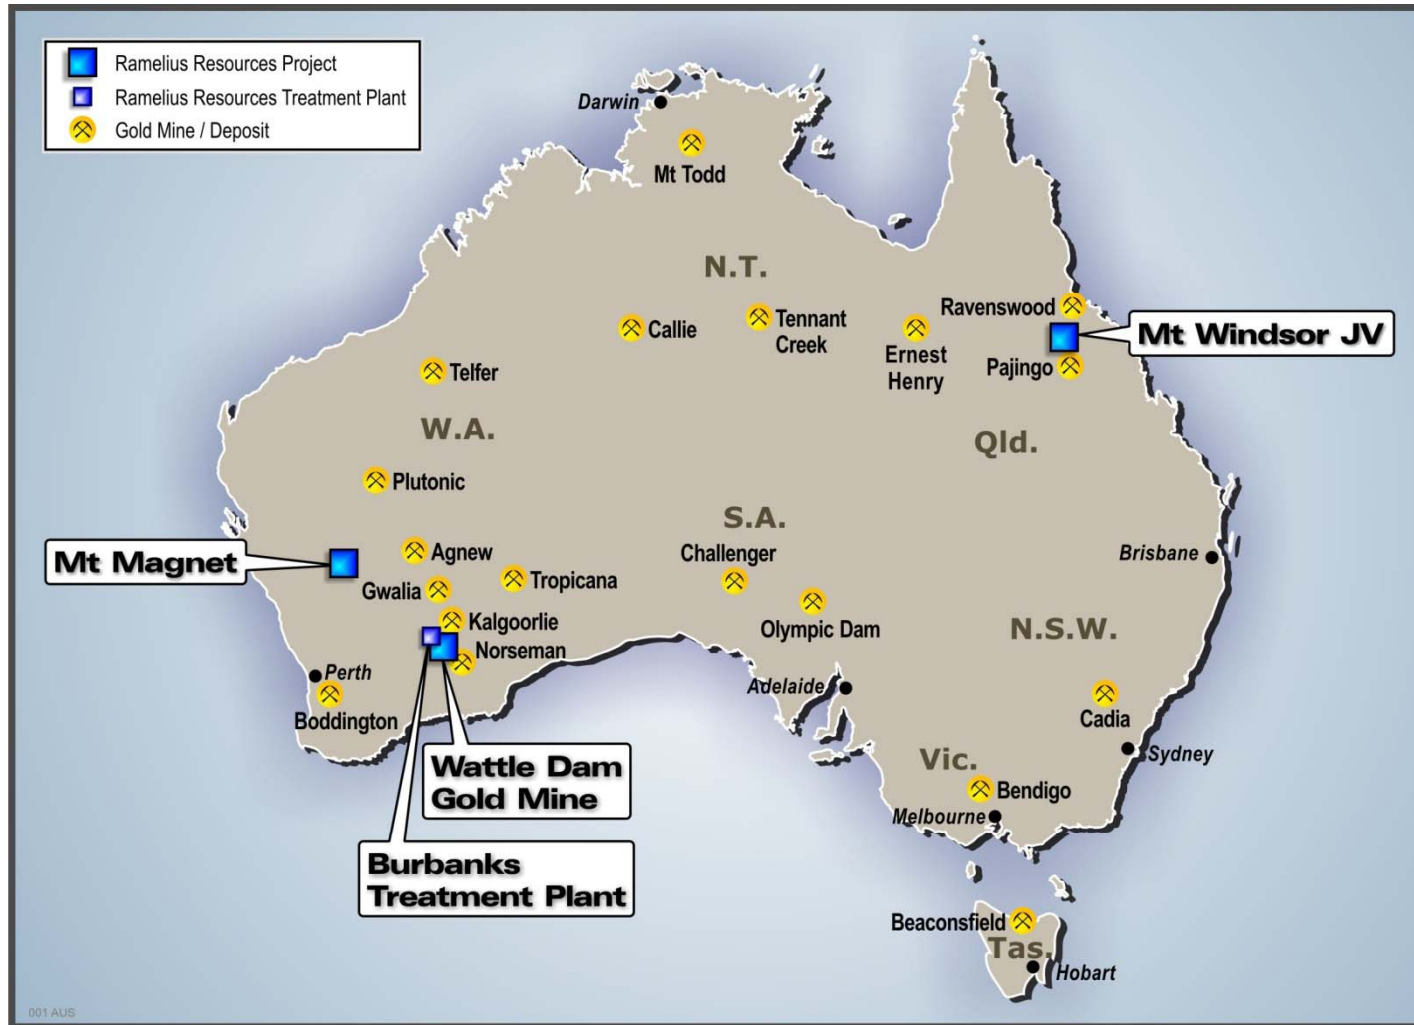 Ramelius Resources Project
Ramelius Resources Treatment Plant
Gold Mine / Deposit
Darwin
Mt Todd
N.T.
Ravenswood
Mt Windsor JV
Callie
Tennant
Creek
Ernest
Henry
Pajingo
Telfer
W.A.
Qld.
Plutonic
S.A.
Mt Magnet
Agnew
Challenger
Brisbane
Gwalia
Tropicana
Kalgoorlie
Olympic Dam
N.S.W.
Norseman
Perth
Adelaide
Boddington
Cadia
Wattle Dam
Gold Mine
Vic.
Sydney
Bendigo
Melbourne
Burbanks
Treatment Plant
Beaconsfield
Tas.
Hobart
001 AUS